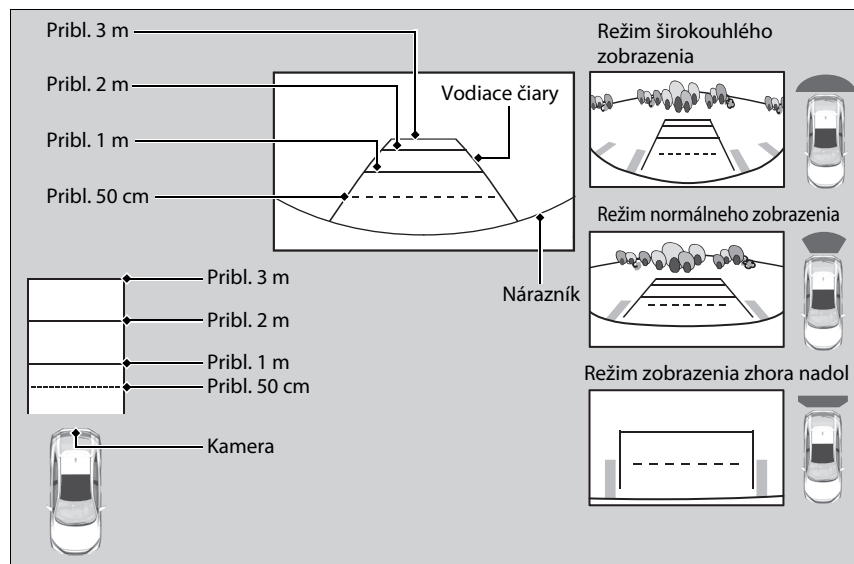 Pribl. 3 m
Pribl. 2 m
Pribl. 1 m
Pribl. 50 cm
Vodiace čiary
Nárazník
Pribl. 3 m
Pribl. 2 m
Pribl. 1 m
Pribl. 50 cm
Kamera
Režim širokouhlého
zobrazenia
Režim normálneho zobrazenia
Režim zobrazenia zhora nadol